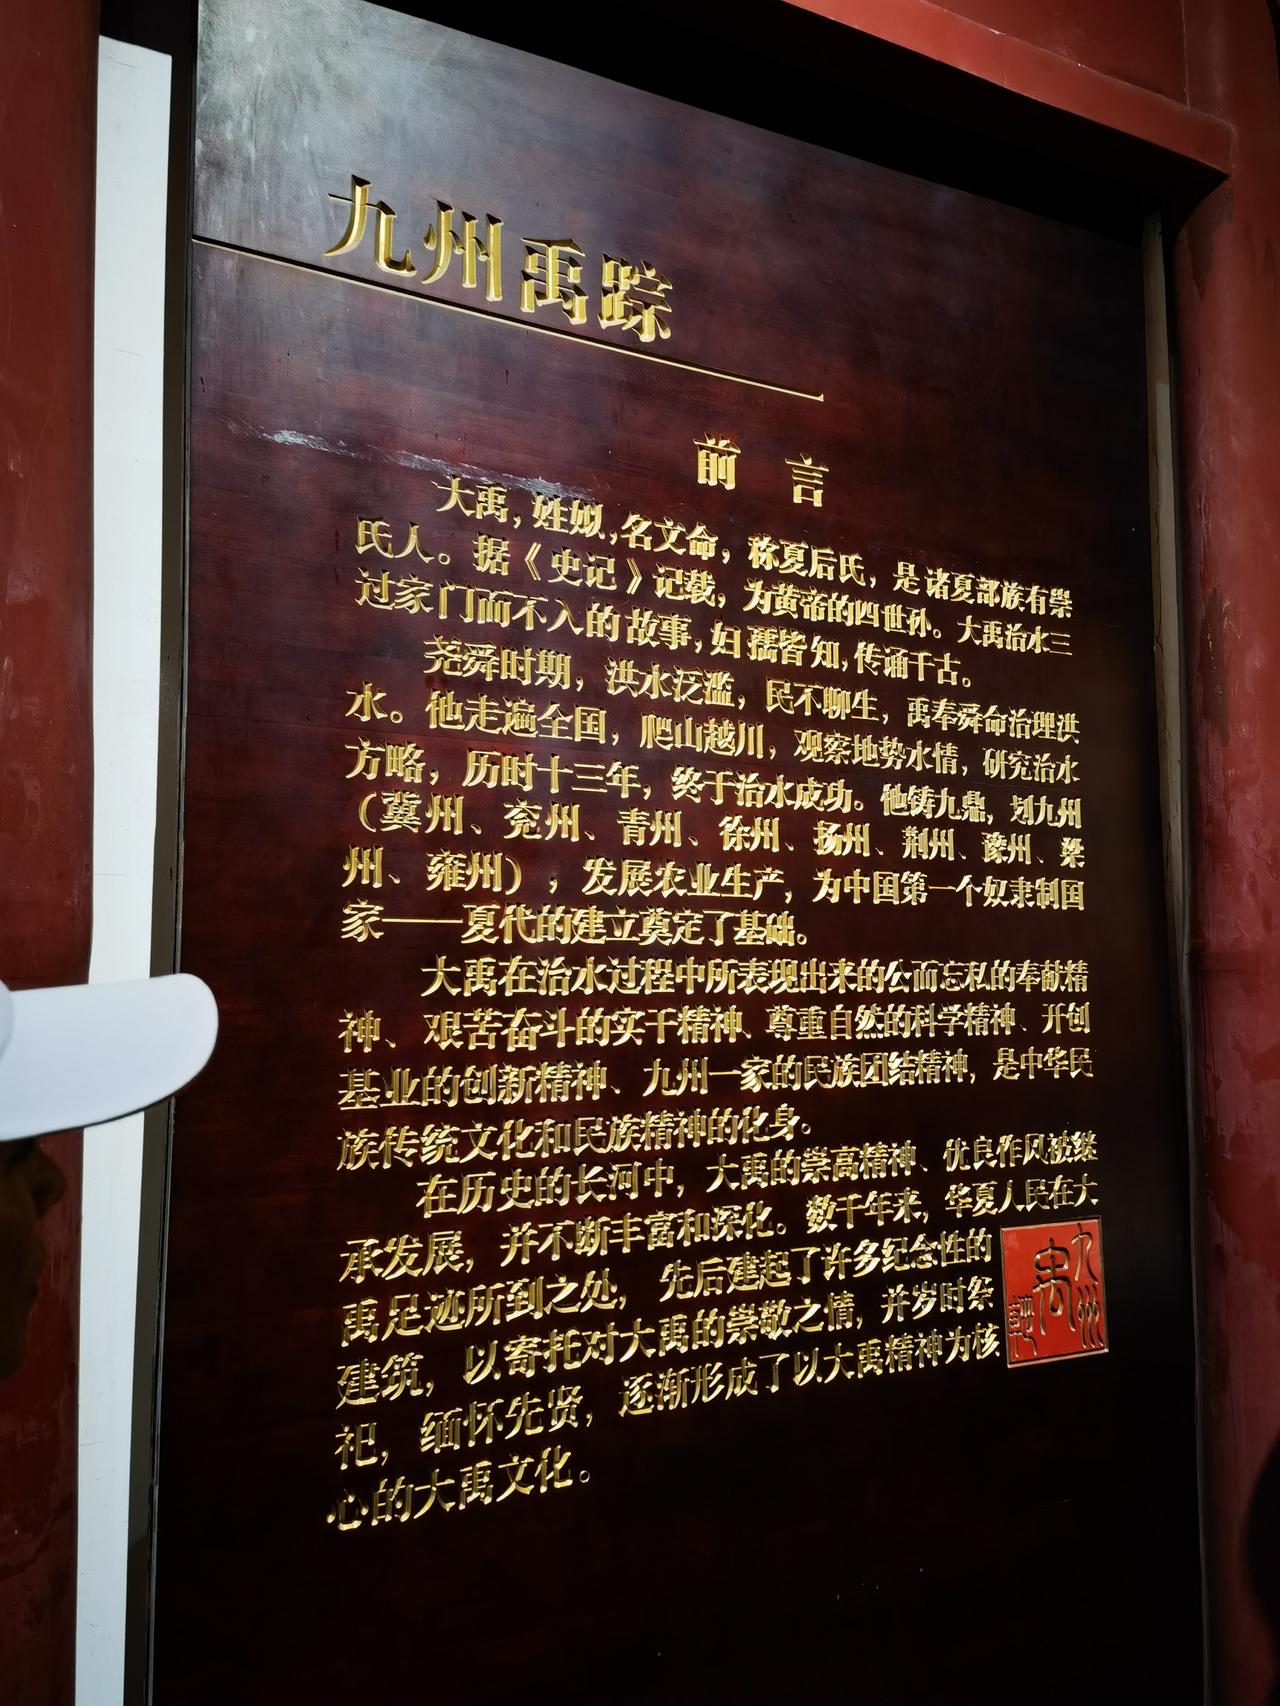 九州禹踪
前言
大禹，姓姒，名文命，称夏后氏，是诸夏部族有崇
氏人。据《史记》记载，为黄帝的四世孙。大禹治水三
过家门而不入的故事，妇孺皆知，传诵千古。
尧舜时期，洪水泛滥，民不聊生，禹奉舜命治理洪
水。他走遍全国，爬山越川，观察地势水情，研究治水
方略，历时十三年，终于治水成功。他铸九鼎，划九州
（冀州、兖州、青州、徐州、扬州、荆州、豫州、梁
州、雍州），发展农业生产，为中国第一个奴隶制国
家——夏代的建立奠定了基础。
大禹在治水过程中所表现出来的公而忘私的奉献精
神、艰苦奋斗的实干精神、尊重自然的科学精神、开创
基业的创新精神、九州一家的民族团结精神，是中华民
族传统文化和民族精神的化身。
在历史的长河中，大禹的崇高精神、优良作风被继
承发展，并不断丰富和深化。数千年来，华夏人民在大
禹足迹所到之处，先后建起了许多纪念性的
建筑，以寄托对大禹的崇敬之情，并岁时祭
祀，缅怀先贤，逐渐形成了以大禹精神为核
心的大禹文化。
九州
禹